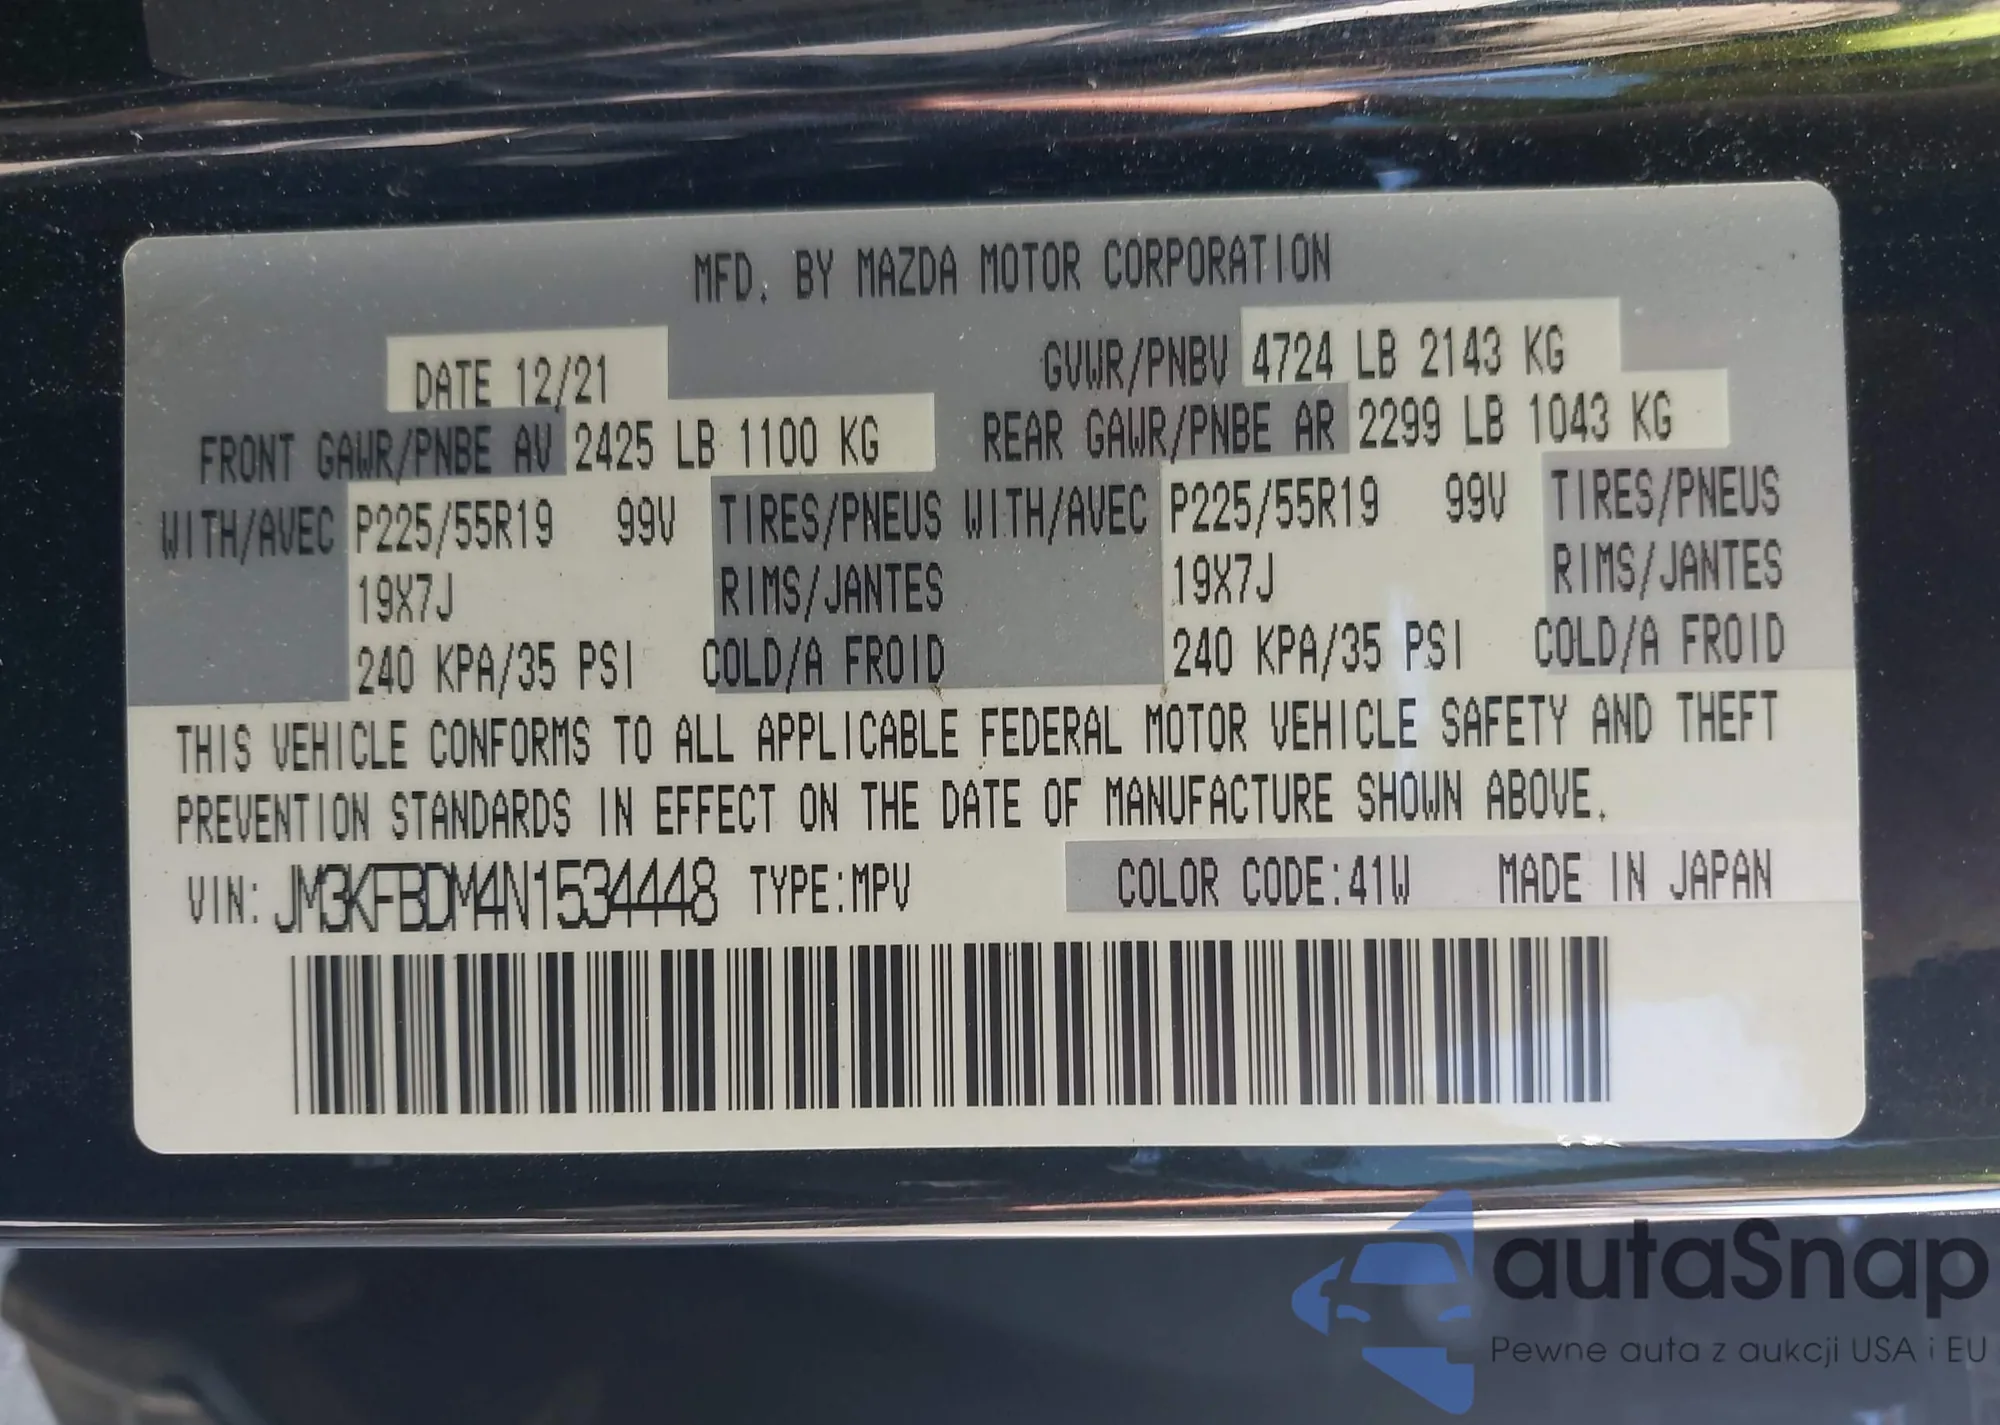 MFD. BY MAZDA MOTOR CORPORATION
DATE 12/21 GVWR/PNBV 4724 LB 2143 KG
FRONT GAWR/PNBE AV 2425 LB 1100 KG REAR GAWR/PNBE AR 2299 LB 1043 KG
WITH/AVEC P225/55R19 99V TIRES/PNEUS WITH/AVEC P225/55R19 99V TIRES/PNEUS
19X7J RIMS/JANTES 19X7J RIMS/JANTES
240 KPA/35 PSI COLD/A FROID 240 KPA/35 PSI COLD/A FROID
THIS VEHICLE CONFORMS TO ALL APPLICABLE FEDERAL MOTOR VEHICLE SAFETY AND THEFT
PREVENTION STANDARDS IN EFFECT ON THE DATE OF MANUFACTURE SHOWN ABOVE.
VIN: JM3KFBDM4N1534448 TYPE:MPV COLOR CODE:41W MADE IN JAPAN
autaSnap
Pewne auta z aukcji USA i EU